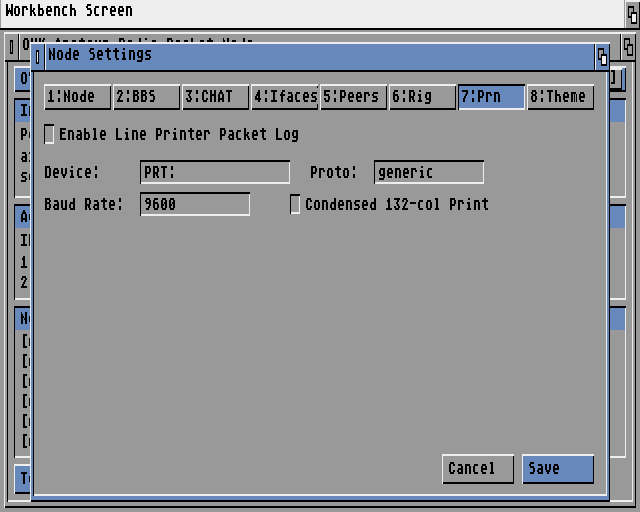 Workbench Screen
Node Settings
1:Node 2:BBS 3:CHAT 4:Ifaces 5:Peers 6:Rig 7:Prn 8:Theme
Enable Line Printer Packet Log
Device: PRT: Proto: generic
Baud Rate: 9600 Condensed 132-col Print
Cancel Save